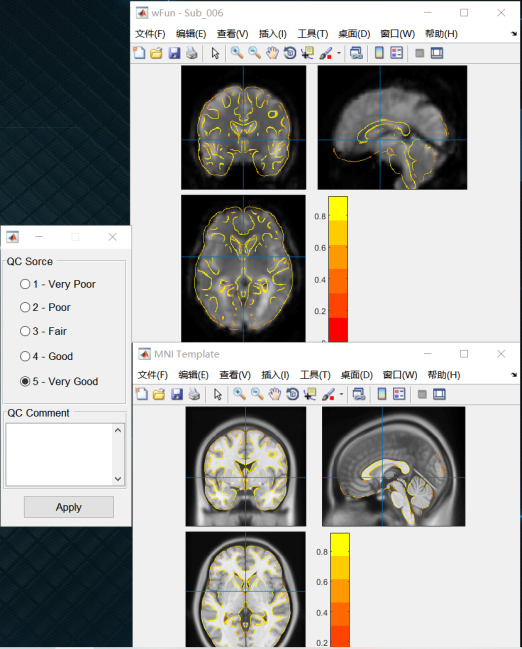 wFun - Sub_006
文件(F) 编辑(E) 查看(V) 插入(I) 工具(T) 桌面(D) 窗口(W) 帮助(H)
0.8
0.6
0.4
0.2
QC Sorce
1 - Very Poor
2 - Poor
3 - Fair
4 - Good
5 - Very Good
QC Comment
Apply
MNI Template
文件(F) 编辑(E) 查看(V) 插入(I) 工具(T) 桌面(D) 窗口(W) 帮助(H)
0.8
0.6
0.4
0.2